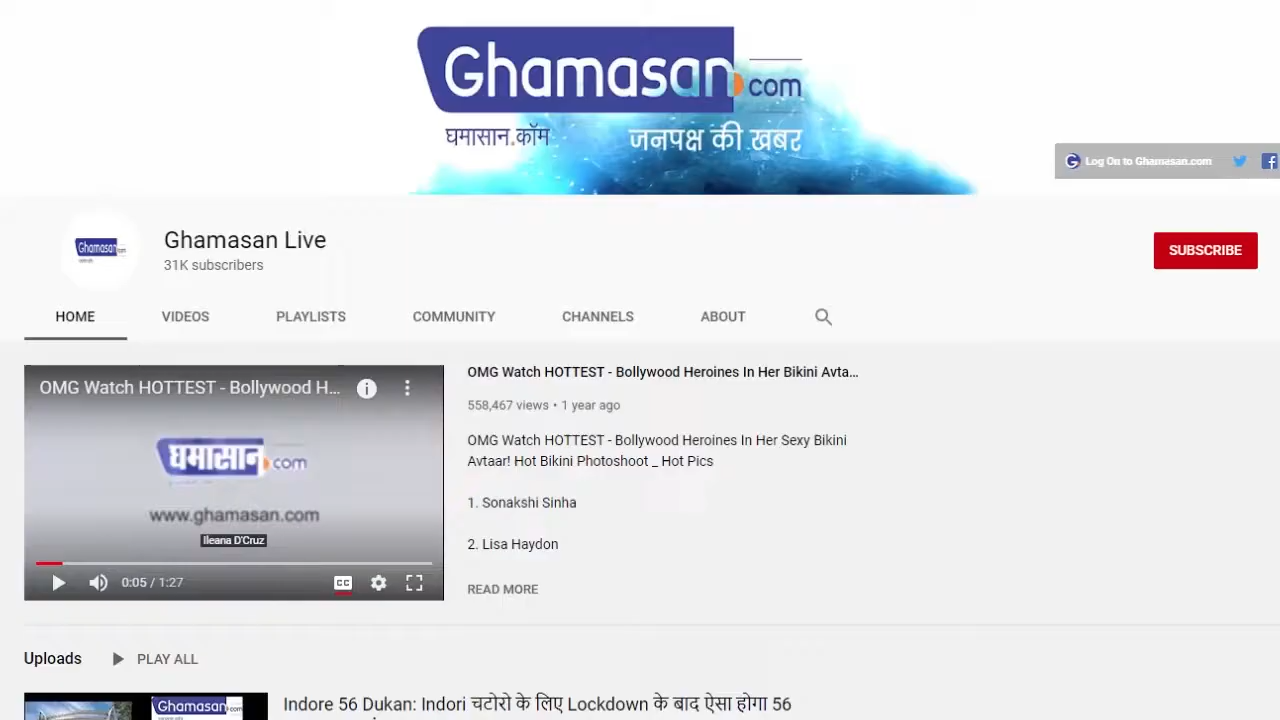 Ghamasan.com
घमासान.कॉम
जनपक्ष की खबर
Log On to Ghamasan.com
Ghamasan
Ghamasan Live
31K subscribers
SUBSCRIBE
HOME VIDEOS PLAYLISTS COMMUNITY CHANNELS ABOUT
OMG Watch HOTTEST - Bollywood H...
घमासान.com
www.ghamasan.com
Ileana D'Cruz
0:05 / 1:27
CC
OMG Watch HOTTEST - Bollywood Heroines In Her Bikini Avta...
558,467 views • 1 year ago
OMG Watch HOTTEST - Bollywood Heroines In Her Sexy Bikini
Avtaar! Hot Bikini Photoshoot _ Hot Pics
1. Sonakshi Sinha
2. Lisa Haydon
READ MORE
Uploads PLAY ALL
Ghamasan.com
Indore 56 Dukan: Indori चटोरो के लिए Lockdown के बाद ऐसा होगा 56